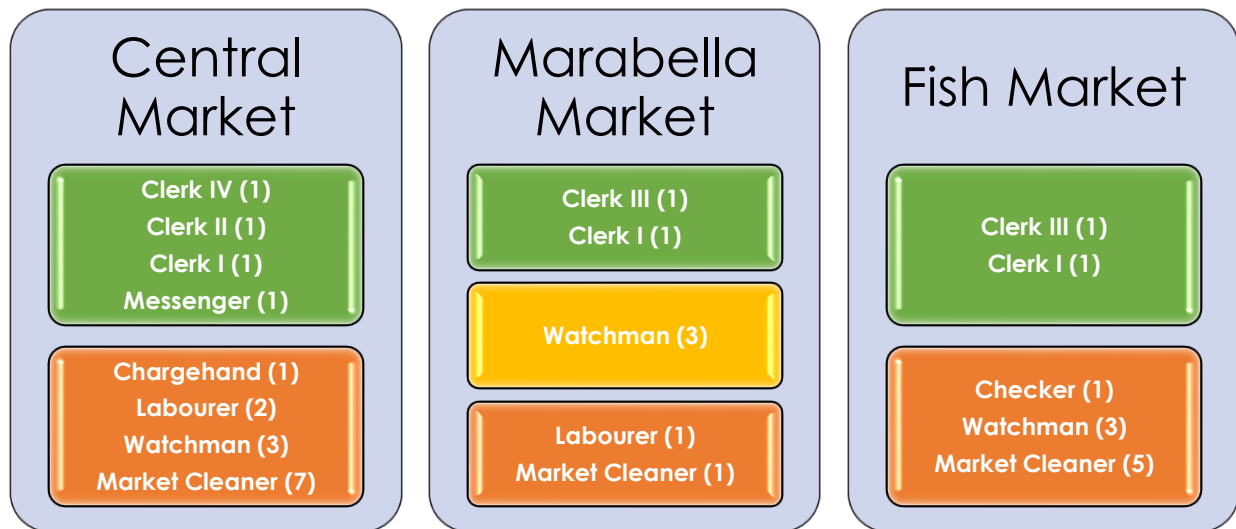 Central
Market
Clerk IV (1)
Clerk II (1)
Clerk I (1)
Messenger (1)
Chargehand (1)
Labourer (2)
Watchman (3)
Market Cleaner (7)
Marabella
Market
Clerk III (1)
Clerk I (1)
Watchman (3)
Labourer (1)
Market Cleaner (1)
Fish Market
Clerk III (1)
Clerk I (1)
Checker (1)
Watchman (3)
Market Cleaner (5)